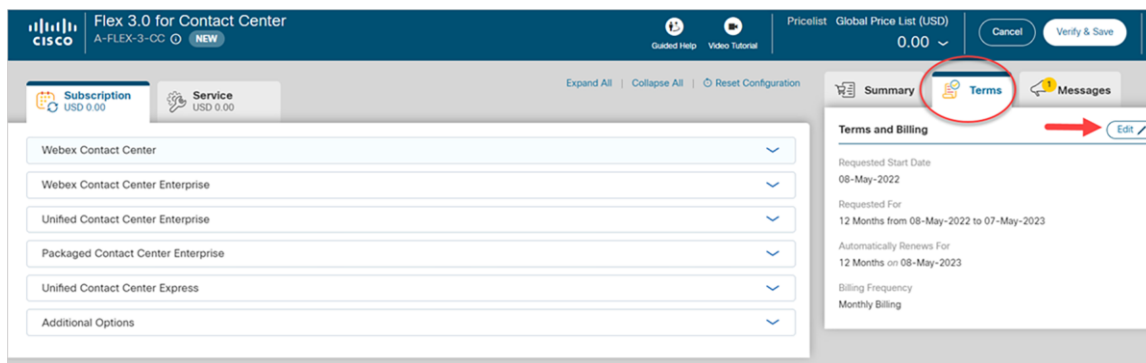 Flex 3.0 for Contact Center
CISCO
A-FLEX-3-CC NEW
Guided Help
Video Tutorial
Pricelist Global Price List (USD)
0.00
Cancel
Verify & Save
Subscription
USD 0.00
Service
USD 0.00
Expand All | Collapse All | Reset Configuration
Webex Contact Center
Webex Contact Center Enterprise
Unified Contact Center Enterprise
Packaged Contact Center Enterprise
Unified Contact Center Express
Additional Options
Summary
Terms
1
Messages
Terms and Billing
Edit
Requested Start Date
08-May-2022
Requested For
12 Months from 08-May-2022 to 07-May-2023
Automatically Renews For
12 Months on 08-May-2023
Billing Frequency
Monthly Billing